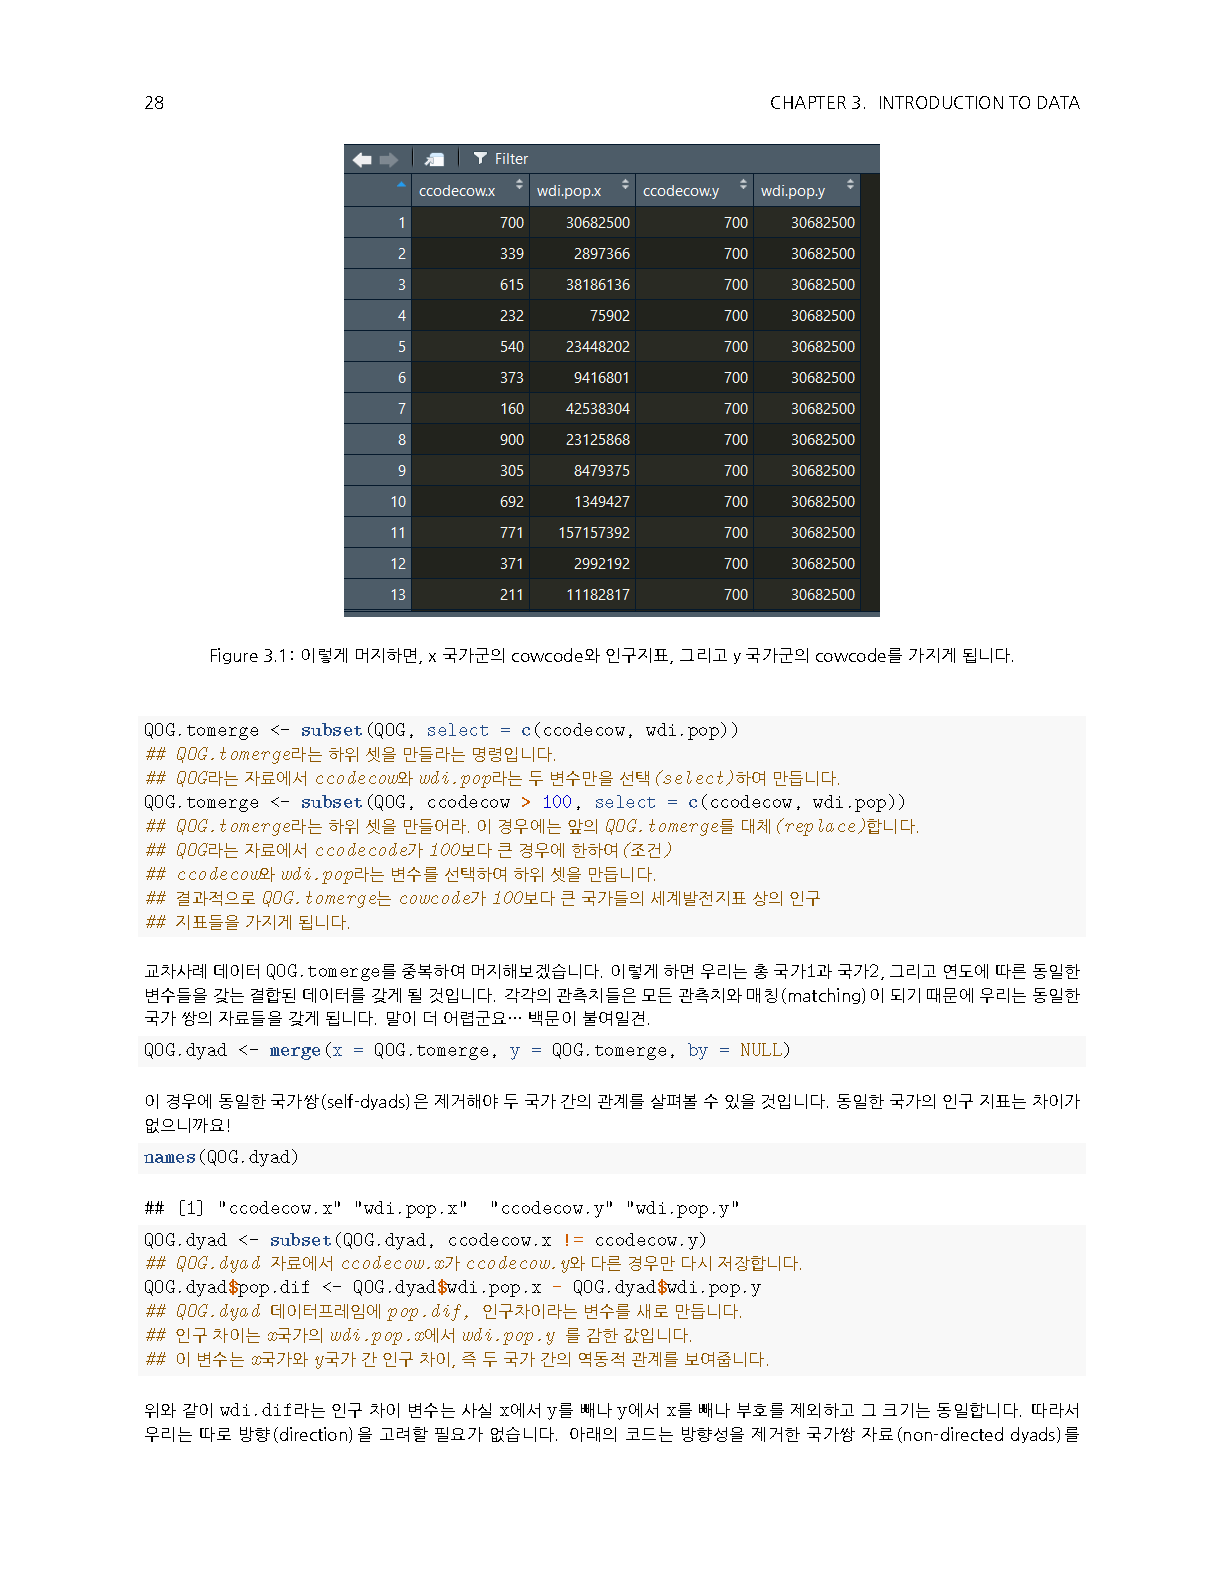 28 CHAPTER 3. INTRODUCTION TO DATA
Filter
ccodecow.x wdi.pop.x ccodecow.y wdi.pop.y
1 700 30682500 700 30682500
2 339 2897366 700 30682500
3 615 38186136 700 30682500
4 232 75902 700 30682500
5 540 23448202 700 30682500
6 373 9416801 700 30682500
7 160 42538304 700 30682500
8 900 23125868 700 30682500
9 305 8479375 700 30682500
10 692 1349427 700 30682500
11 771 157157392 700 30682500
12 371 2992192 700 30682500
13 211 11182817 700 30682500
Figure 3.1: 이렇게 머지하면, x 국가군의 cowcode와 인구지표, 그리고 y 국가군의 cowcode를 가지게 됩니다.
QOG.tomerge <- subset(QOG, select = c(ccodecow, wdi.pop))
## QOG.tomerge라는 하위 셋을 만들라는 명령입니다.
## QOG라는 자료에서 ccodecow와 wdi.pop라는 두 변수만을 선택(select)하여 만듭니다.
QOG.tomerge <- subset(QOG, ccodecow > 100, select = c(ccodecow, wdi.pop))
## QOG.tomerge라는 하위 셋을 만들어라. 이 경우에는 앞의 QOG.tomerge를 대체(replace)합니다.
## QOG라는 자료에서 ccodecode가 100보다 큰 경우에 한하여(조건)
## ccodecow와 wdi.pop라는 변수를 선택하여 하위 셋을 만듭니다.
## 결과적으로 QOG.tomerge는 cowcode가 100보다 큰 국가들의 세계발전지표 상의 인구
## 지표들을 가지게 됩니다.
교차사례 데이터 QOG.tomerge를 중복하여 머지해보겠습니다. 이렇게 하면 우리는 총 국가1과 국가2, 그리고 연도에 따른 동일한
변수들을 갖는 결합된 데이터를 갖게 될 것입니다. 각각의 관측치들은 모든 관측치와 매칭(matching)이 되기 때문에 우리는 동일한
국가 쌍의 자료들을 갖게 됩니다. 말이 더 어렵군요⋯ 백문이 불여일견.
QOG.dyad <- merge(x = QOG.tomerge, y = QOG.tomerge, by = NULL)
이 경우에 동일한 국가쌍(self-dyads)은 제거해야 두 국가 간의 관계를 살펴볼 수 있을 것입니다. 동일한 국가의 인구 지표는 차이가
없으니까요!
names(QOG.dyad)
## [1] "ccodecow.x" "wdi.pop.x"  "ccodecow.y" "wdi.pop.y"
QOG.dyad <- subset(QOG.dyad, ccodecow.x != ccodecow.y)
## QOG.dyad 자료에서 ccodecow.x가 ccodecow.y와 다른 경우만 다시 저장합니다.
QOG.dyad$pop.dif <- QOG.dyad$wdi.pop.x - QOG.dyad$wdi.pop.y
## QOG.dyad 데이터프레임에 pop.dif, 인구차이라는 변수를 새로 만듭니다.
## 인구 차이는 x국가의 wdi.pop.x에서 wdi.pop.y 를 감한 값입니다.
## 이 변수는 x국가와 y국가 간 인구 차이, 즉 두 국가 간의 역동적 관계를 보여줍니다.
위와 같이 wdi.dif라는 인구 차이 변수는 사실 x에서 y를 빼나 y에서 x를 빼나 부호를 제외하고 그 크기는 동일합니다. 따라서
우리는 따로 방향(direction)을 고려할 필요가 없습니다. 아래의 코드는 방향성을 제거한 국가쌍 자료(non-directed dyads)를